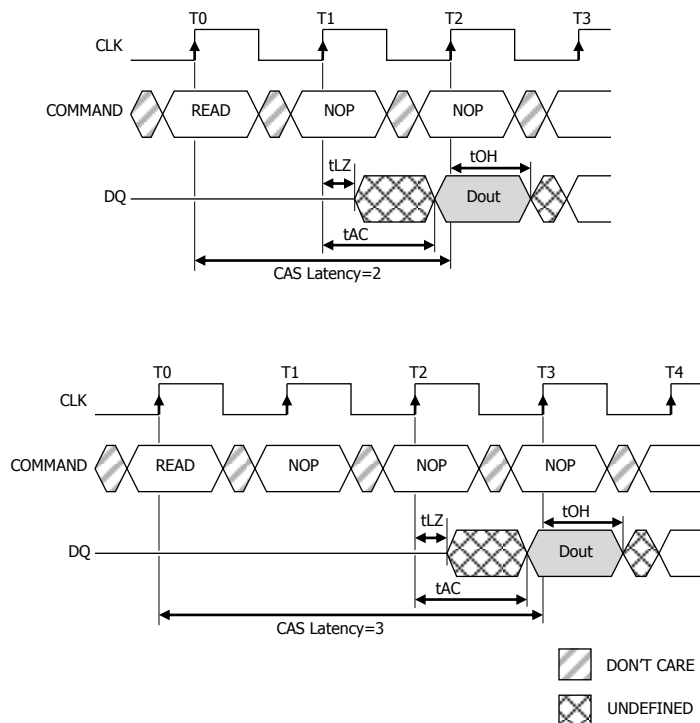 T0 T1 T2 T3
CLK
COMMAND READ NOP NOP
tLZ tOH
DQ Dout
tAC
CAS Latency=2
T0 T1 T2 T3 T4
CLK
COMMAND READ NOP NOP NOP
tLZ tOH
DQ Dout
tAC
CAS Latency=3
DON'T CARE
UNDEFINED